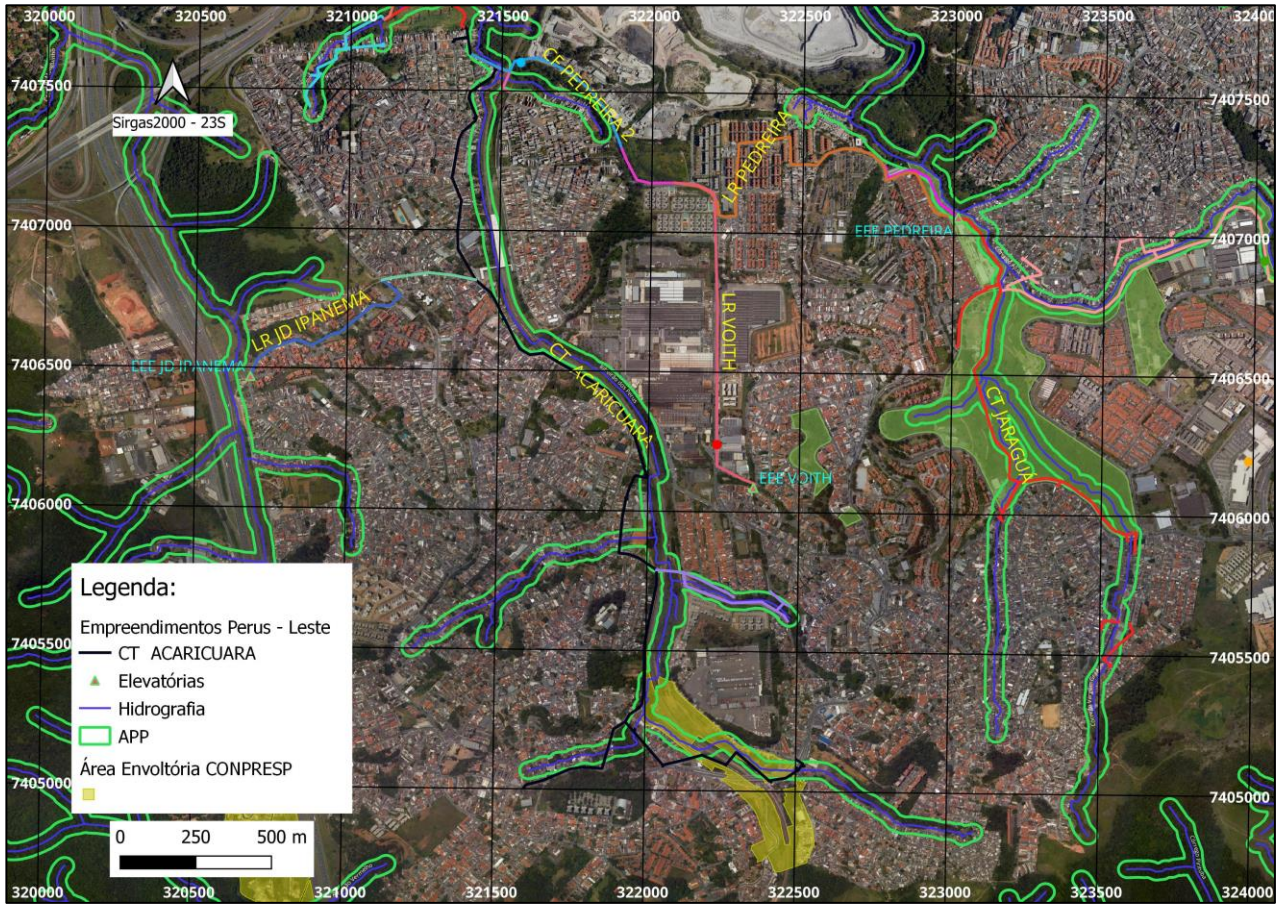 320000 320500 321000 321500 322000 322500 323000 323500 32400
7407500
7407500
Sirgas2000 - 23S
CF PEDREIRA 2
LR PEDREIRA
7407000
EEE PEDREIRA
7407000
LR JD IPANEMA
LR VOITH
EEE JD IPANEMA
7406500
7406500
CT ACARICUARA
CT JARAGUA
EEE VOITH
7406000
7406000
Legenda:
Empreendimentos Perus - Leste
CT ACARICUARA
Elevatórias
Hidrografia
APP
Área Envoltória CONPRESP
7405500
7405500
7405000
7405000
0 250 500 m
320000 320500 321000 321500 322000 322500 323000 323500 324000